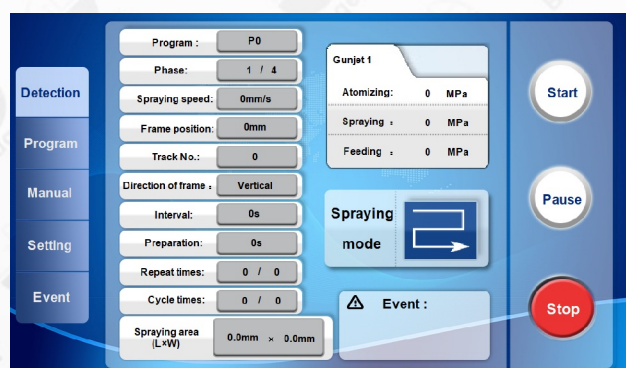 Detection
Program
Manual
Setting
Event
Program : P0
Phase: 1 / 4
Spraying speed: 0mm/s
Frame position: 0mm
Track No.: 0
Direction of frame : Vertical
Interval: 0s
Preparation: 0s
Repeat times: 0 / 0
Cycle times: 0 / 0
Spraying area
(L×W) 0.0mm × 0.0mm
Gunjet 1
Atomizing: 0 MPa
Spraying : 0 MPa
Feeding : 0 MPa
Spraying
mode
Event :
Start
Pause
Stop